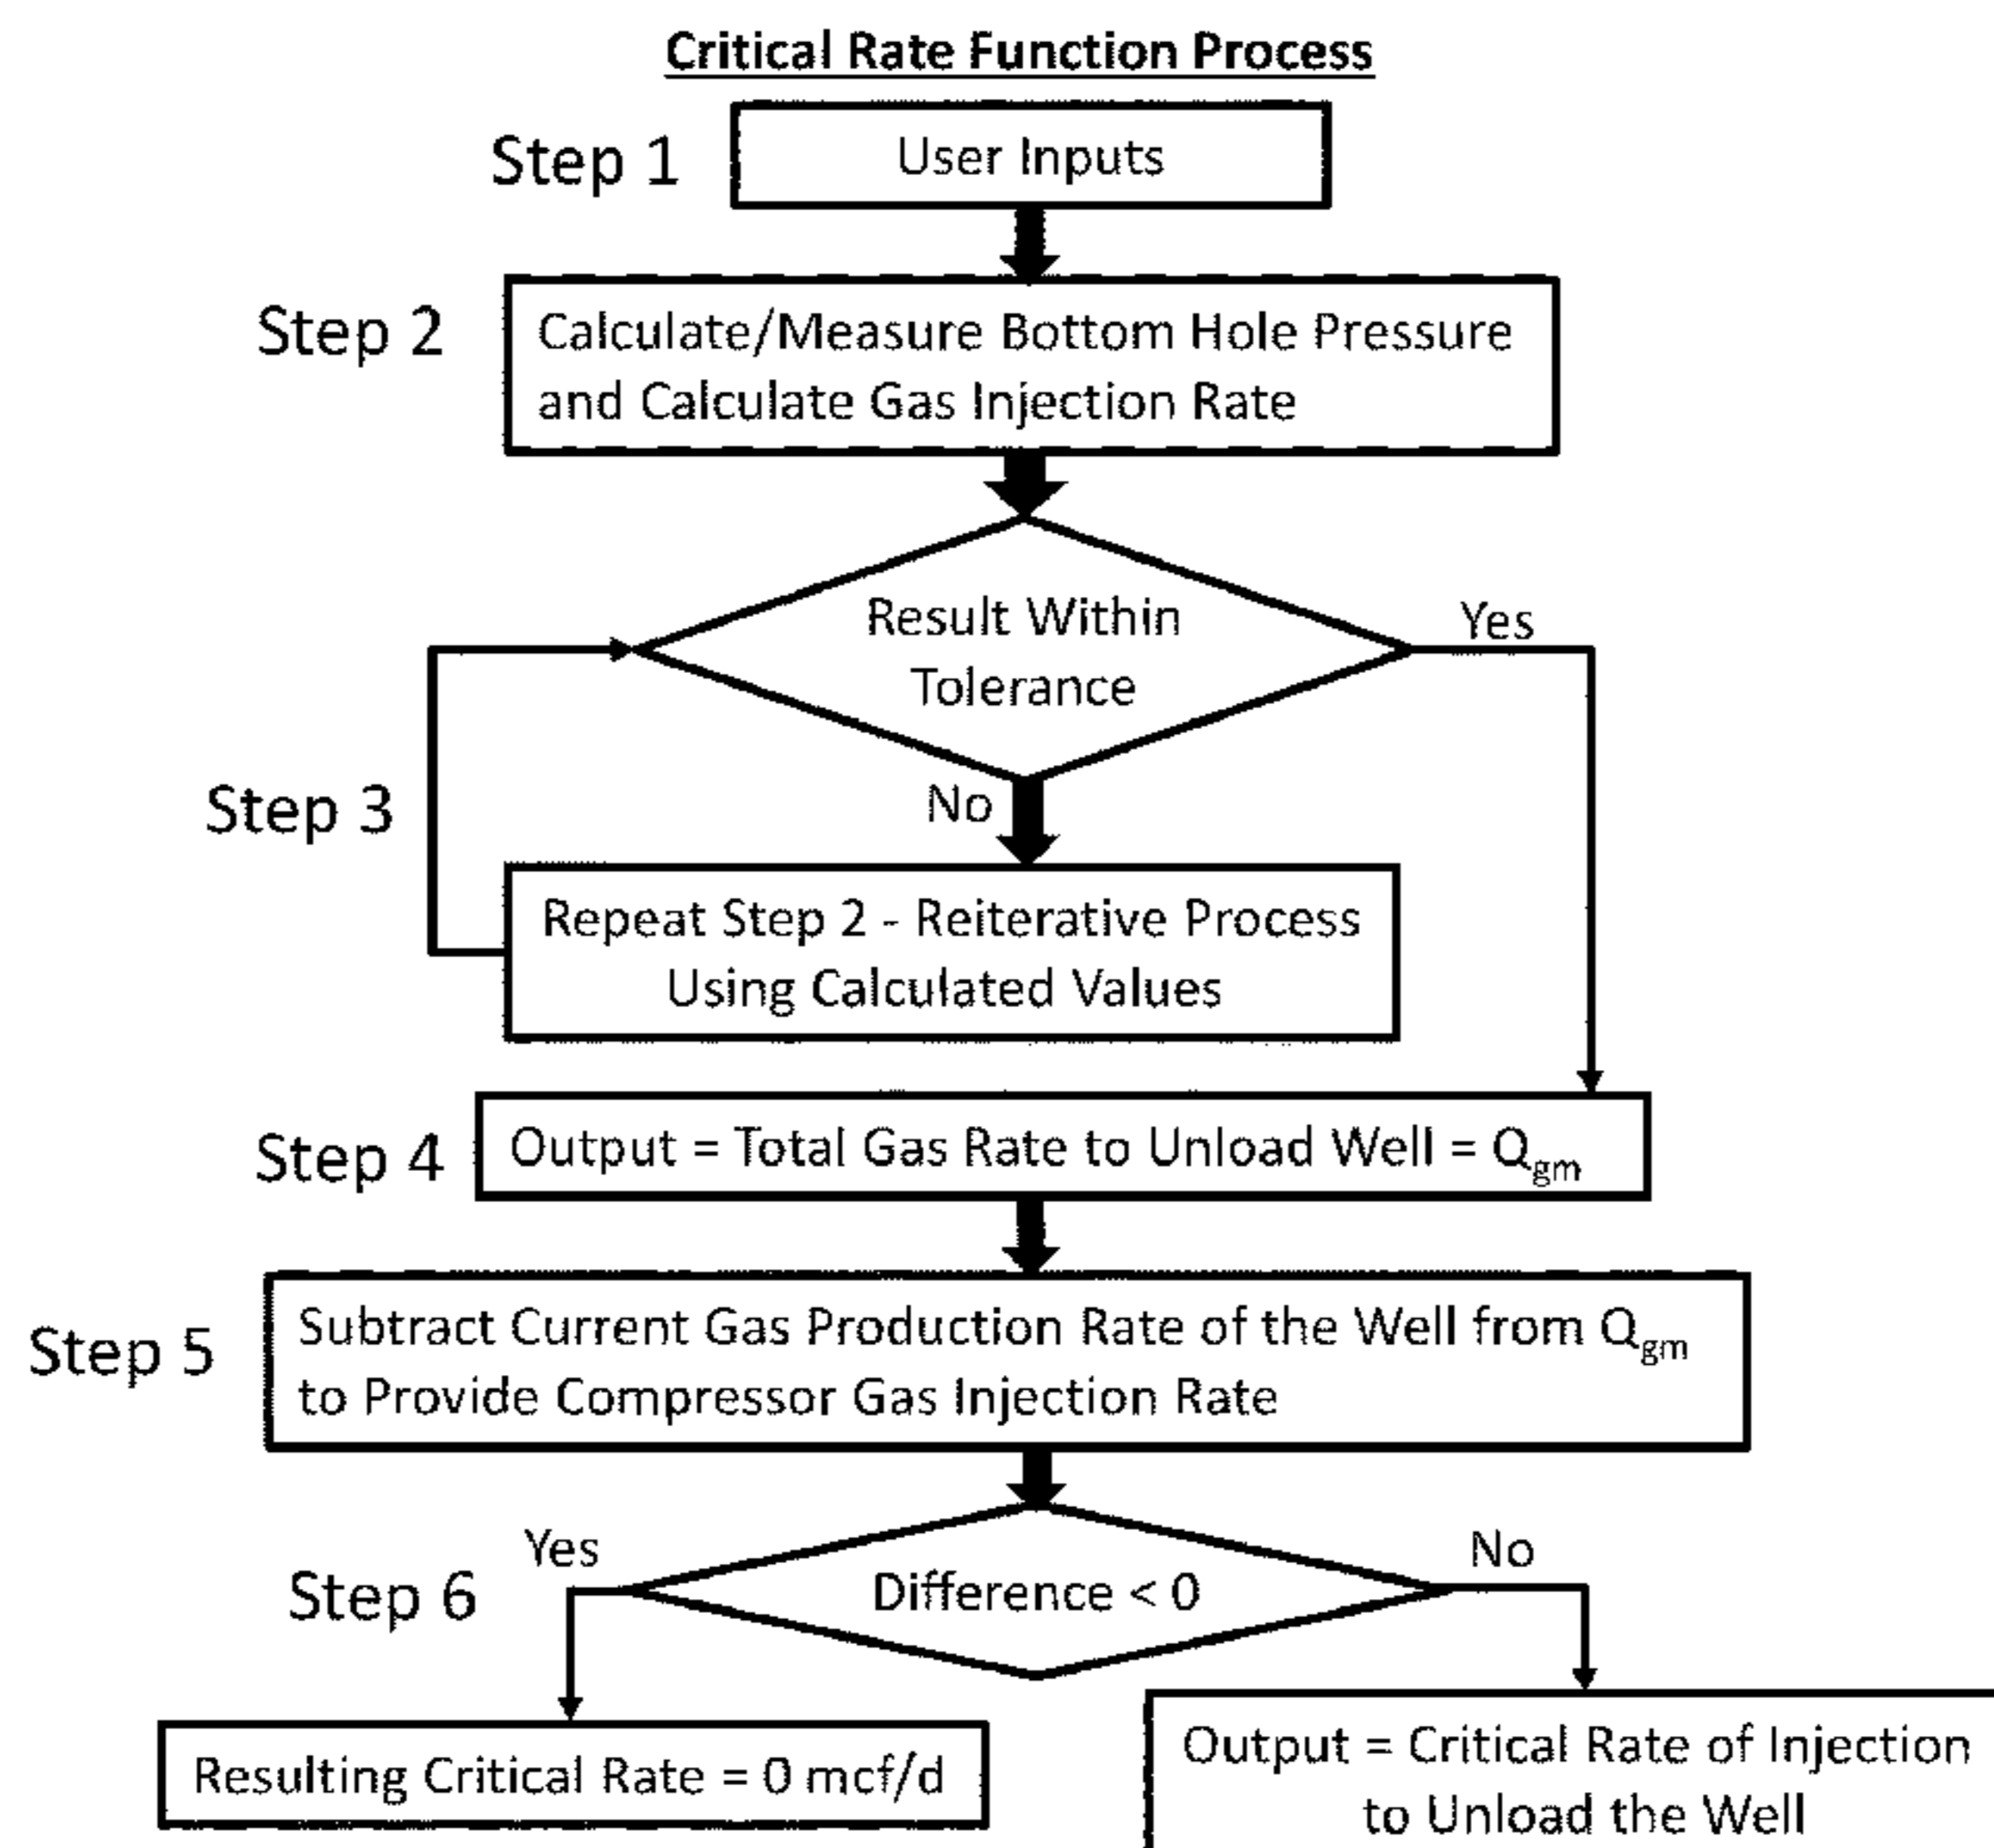 Critical Rate Function Process
Step 1
User Inputs
Step 2
Calculate/Measure Bottom Hole Pressure
and Calculate Gas Injection Rate
Result Within
Tolerance
Yes
No
Step 3
Repeat Step 2 - Reiterative Process
Using Calculated Values
Step 4
Output = Total Gas Rate to Unload Well = Qgm
Step 5
Subtract Current Gas Production Rate of the Well from Qgm
to Provide Compressor Gas Injection Rate
Step 6
Difference < 0
Yes
No
Resulting Critical Rate = 0 mcf/d
Output = Critical Rate of Injection
to Unload the Well